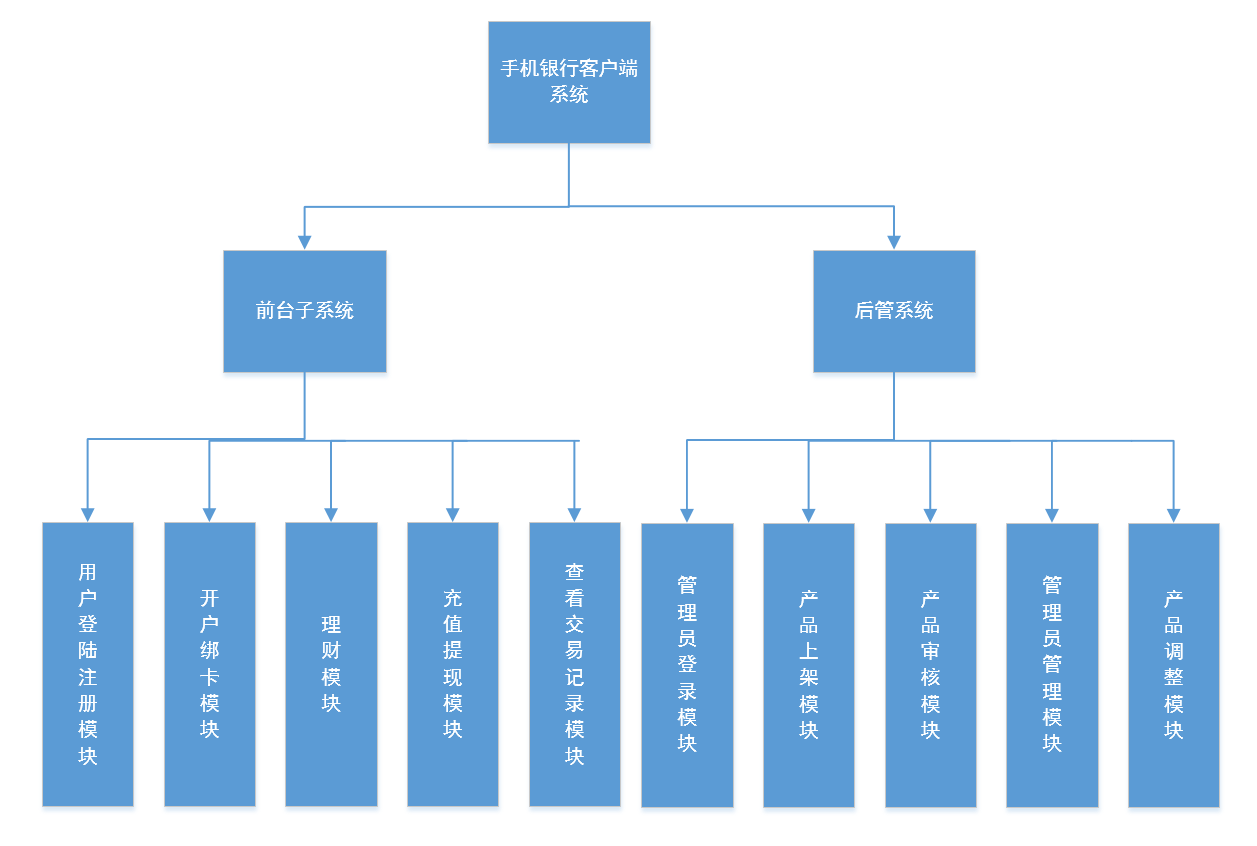 手机银行客户端
系统
前台子系统
后管系统
用户登陆注册模块
开户绑卡模块
理财模块
充值提现模块
查看交易记录模块
管理员登录模块
产品上架模块
产品审核模块
管理员管理模块
产品调整模块